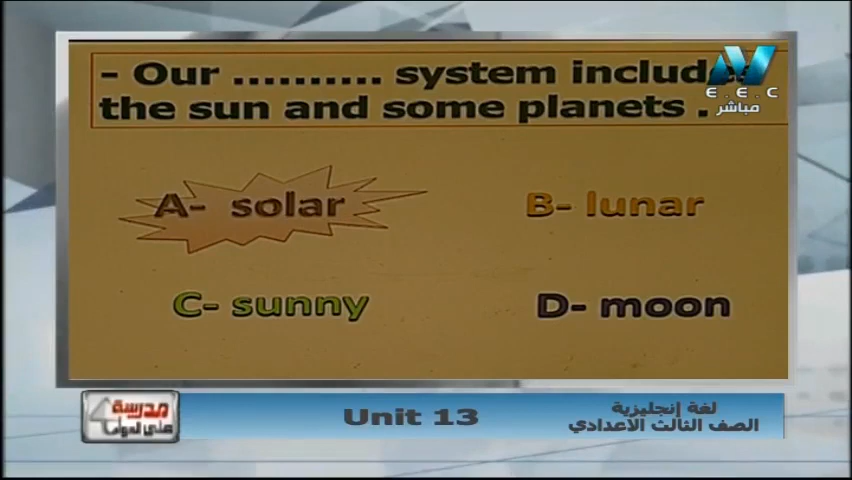 - Our .......... system includes
the sun and some planets .
E . E . C
مباشر
A- solar
B- lunar
C- sunny
D- moon
مدرسة
على الهواء
Unit 13
لغة إنجليزية
الصف الثالث الاعدادي